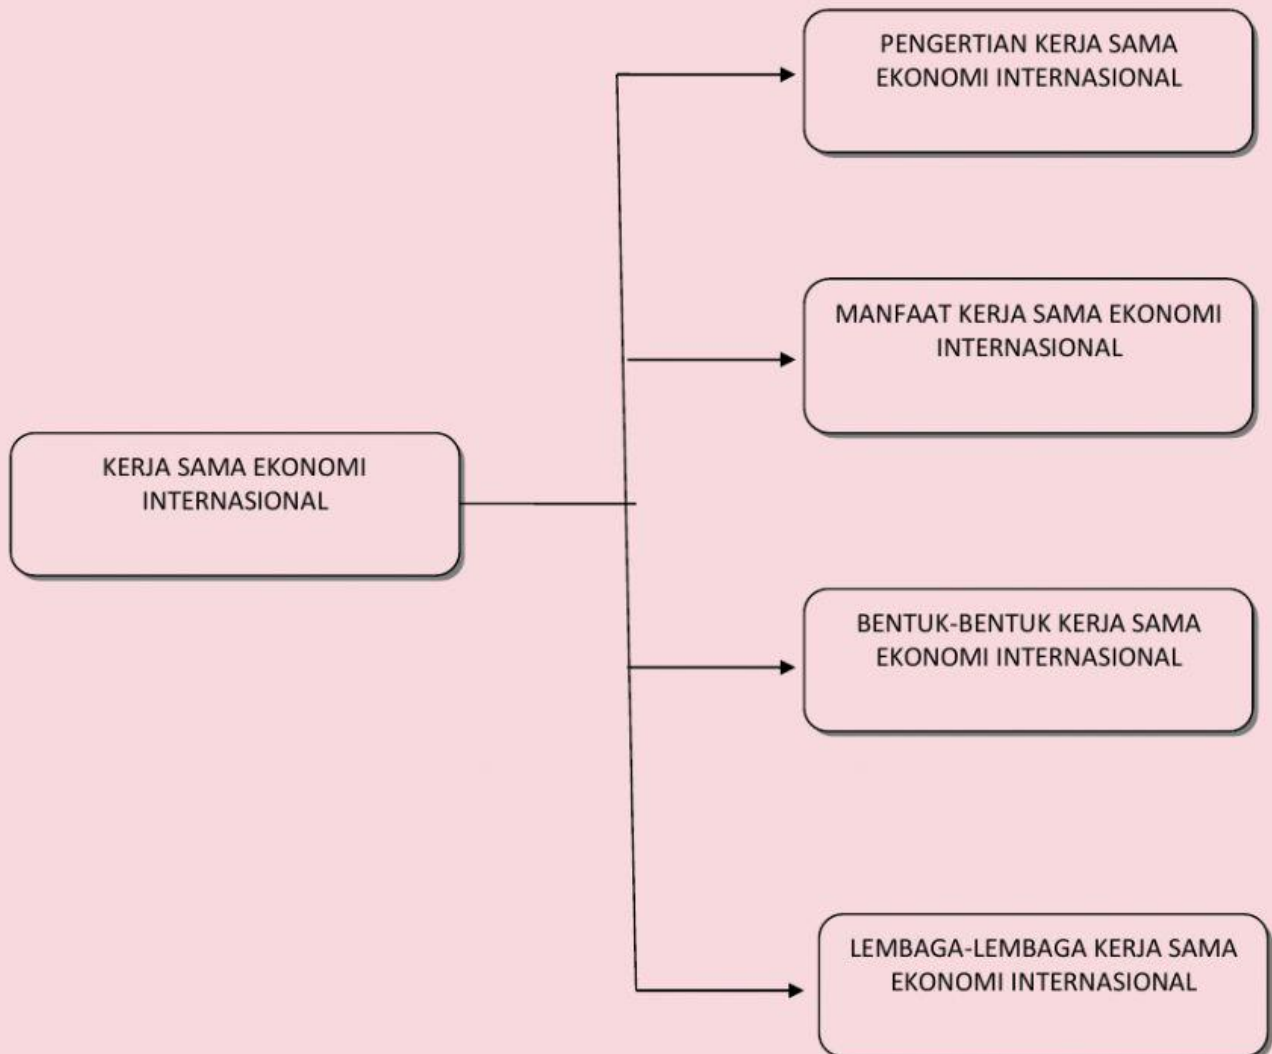 PENGERTIAN KERJA SAMA
EKONOMI INTERNASIONAL
MANFAAT KERJA SAMA EKONOMI
INTERNASIONAL
KERJA SAMA EKONOMI
INTERNASIONAL
BENTUK-BENTUK KERJA SAMA
EKONOMI INTERNASIONAL
LEMBAGA-LEMBAGA KERJA SAMA
EKONOMI INTERNASIONAL